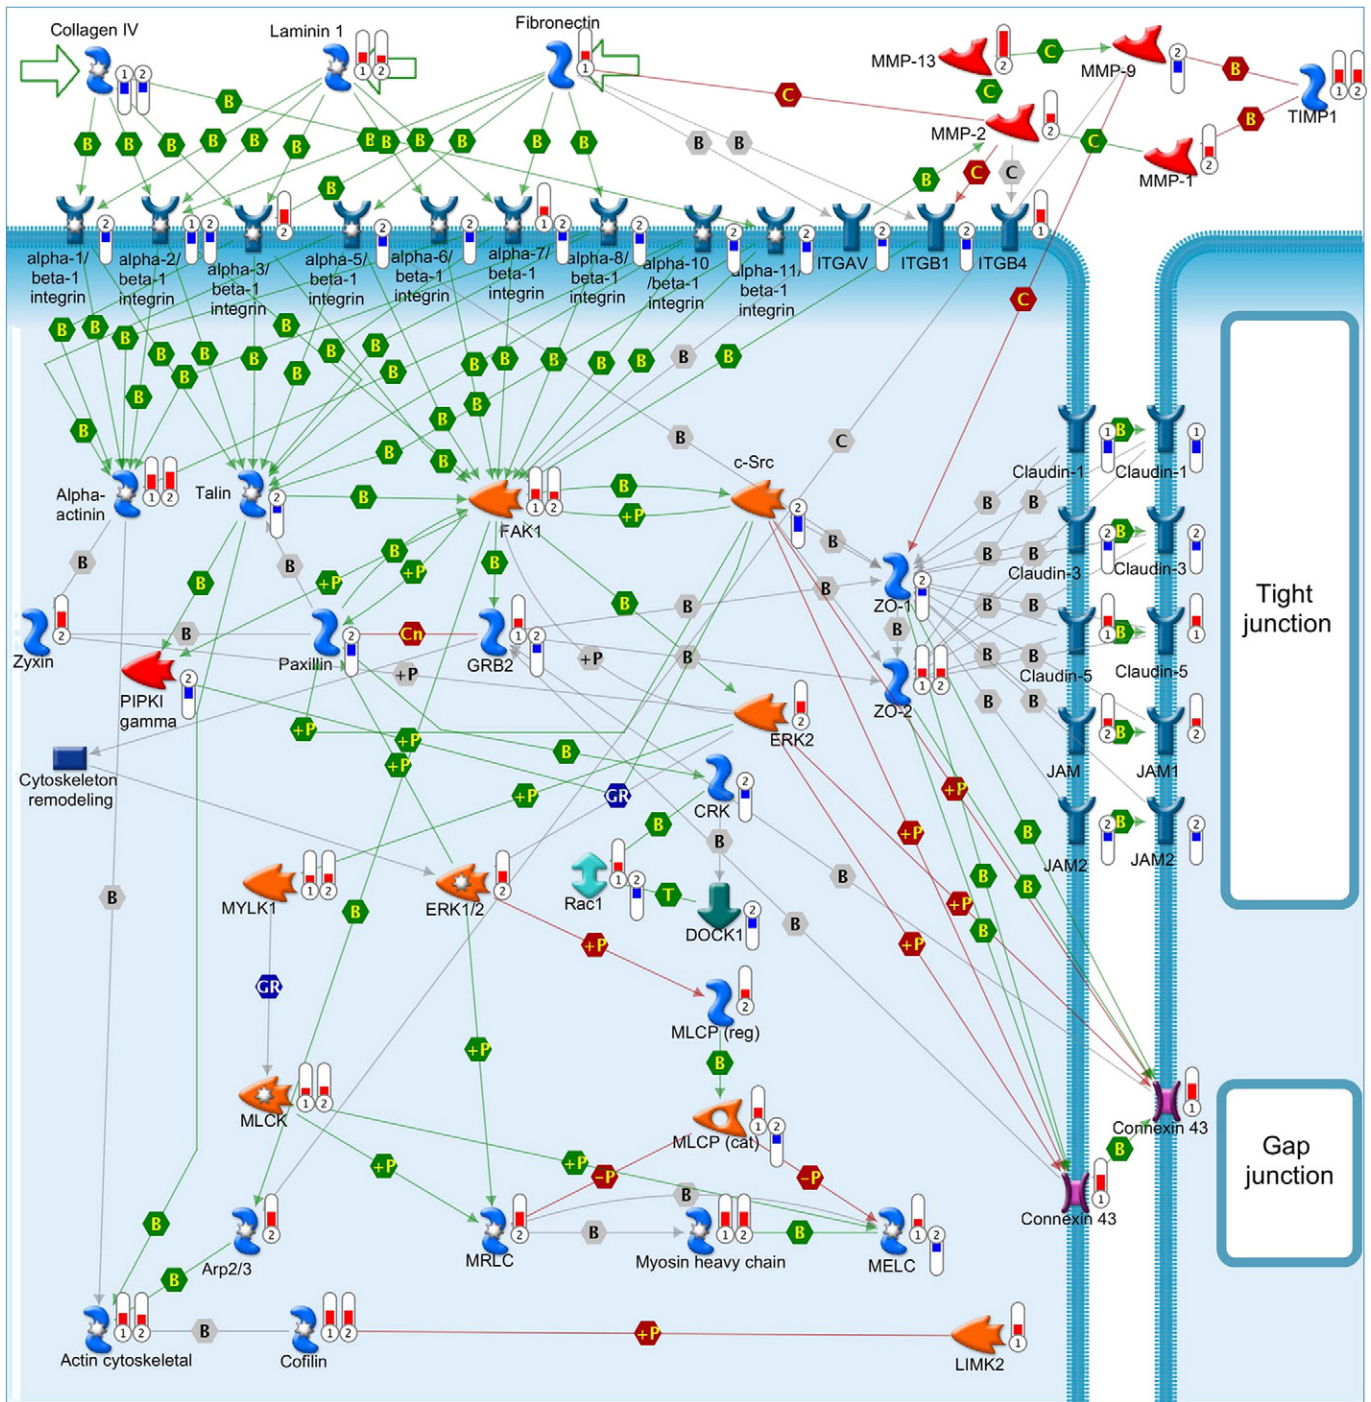 Collagen IV
Laminin 1
Fibronectin
MMP-13
MMP-9
TIMP1
MMP-2
MMP-1
alpha-1/
beta-1
integrin
alpha-2/
beta-1
integrin
alpha-3/
beta-1
integrin
alpha-5/
beta-1
integrin
alpha-6/
beta-1
integrin
alpha-7/
beta-1
integrin
alpha-8/
beta-1
integrin
alpha-10
/beta-1
integrin
alpha-11/
beta-1
integrin
ITGAV
ITGB1
ITGB4
Claudin-1
Claudin-1
Claudin-3
Claudin-3
Claudin-5
Claudin-5
JAM
JAM1
JAM2
JAM2
Tight
junction
Alpha-
actinin
Talin
FAK1
c-Src
ZO-1
ZO-2
Zyxin
PIPKI
gamma
Paxillin
GRB2
ERK2
Cytoskeleton
remodeling
CRK
MYLK1
ERK1/2
Rac1
DOCK1
MLCP (reg)
MLCK
MLCP (cat)
Connexin 43
Connexin 43
Gap
junction
Arp2/3
MRLC
Myosin heavy chain
MELC
Actin cytoskeletal
Cofilin
LIMK2
B
C
+P
-P
Cn
GR
T
1
2